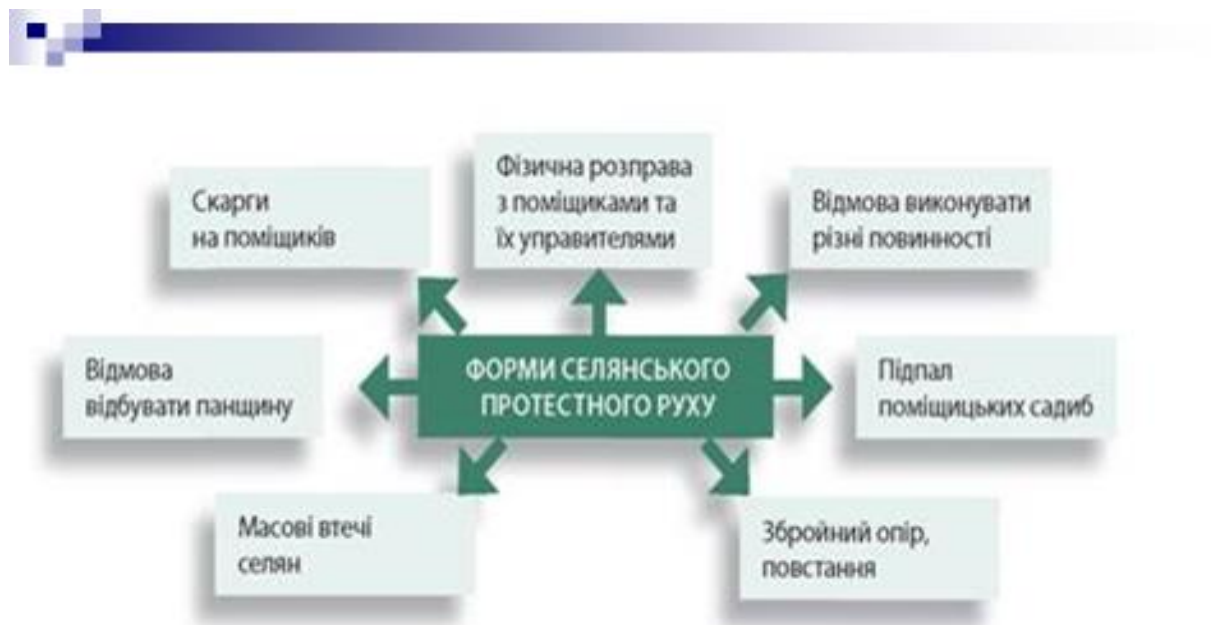 Скарги
на поміщиків
Фізична розправа
з поміщиками та
їх управителями
Відмова виконувати
різні повинності
Відмова
відбувати панщину
ФОРМИ СЕЛЯНСЬКОГО
ПРОТЕСТНОГО РУХУ
Підпал
поміщицьких садиб
Масові втечі
селян
Збройний опір,
повстання